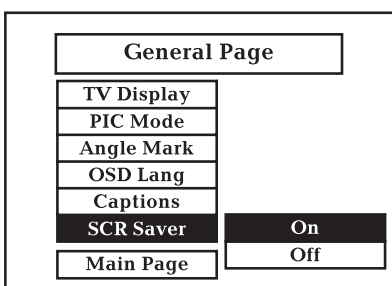 General Page
TV Display
PIC Mode
Angle Mark
OSD Lang
Captions
SCR Saver On
Off
Main Page